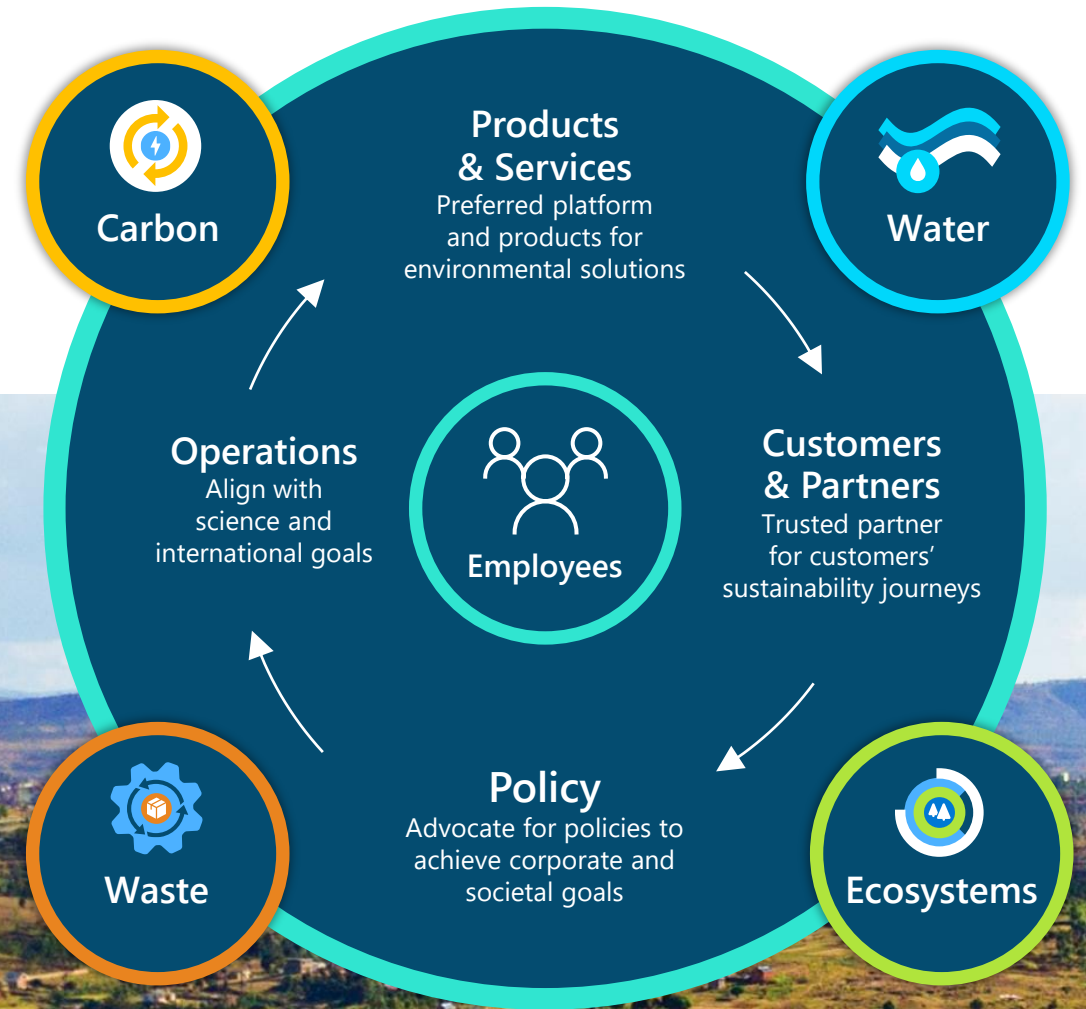 Carbon
Products
& Services
Preferred platform
and products for
environmental solutions
Water
Operations
Align with
science and
international goals
Employees
Customers
& Partners
Trusted partner
for customers’
sustainability journeys
Waste
Policy
Advocate for policies to
achieve corporate and
societal goals
Ecosystems